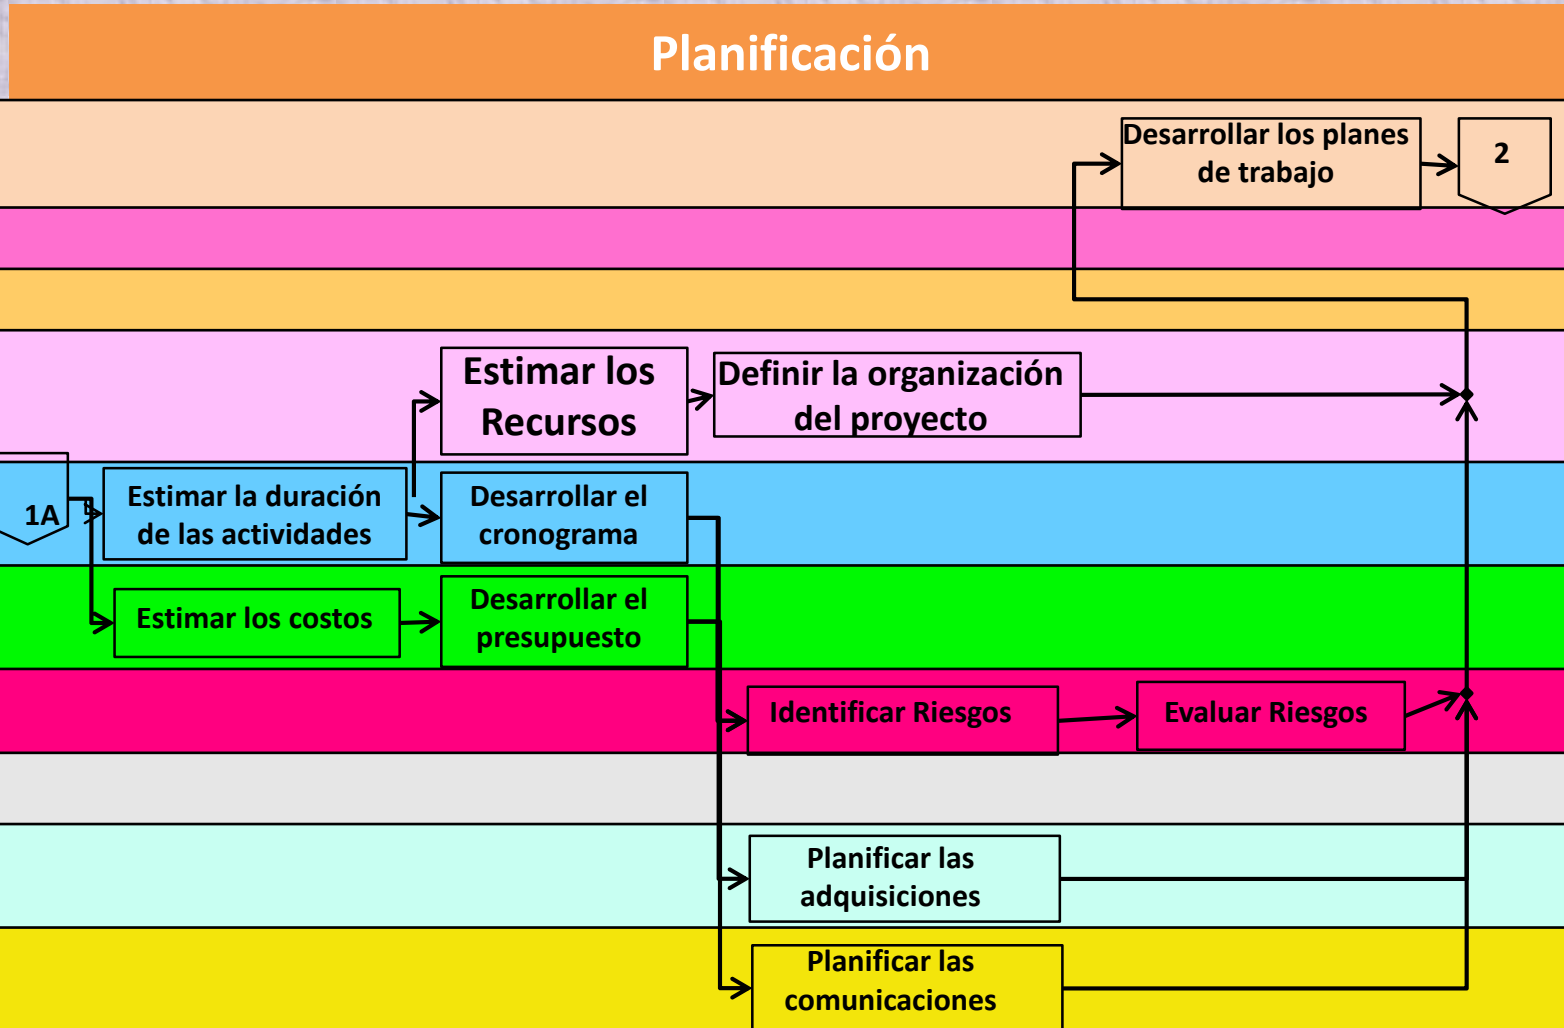 Planificación
Desarrollar los planes
de trabajo
2
Estimar los
Recursos
Definir la organización
del proyecto
1A
Estimar la duración
de las actividades
Desarrollar el
cronograma
Estimar los costos
Desarrollar el
presupuesto
Identificar Riesgos
Evaluar Riesgos
Planificar las
adquisiciones
Planificar las
comunicaciones